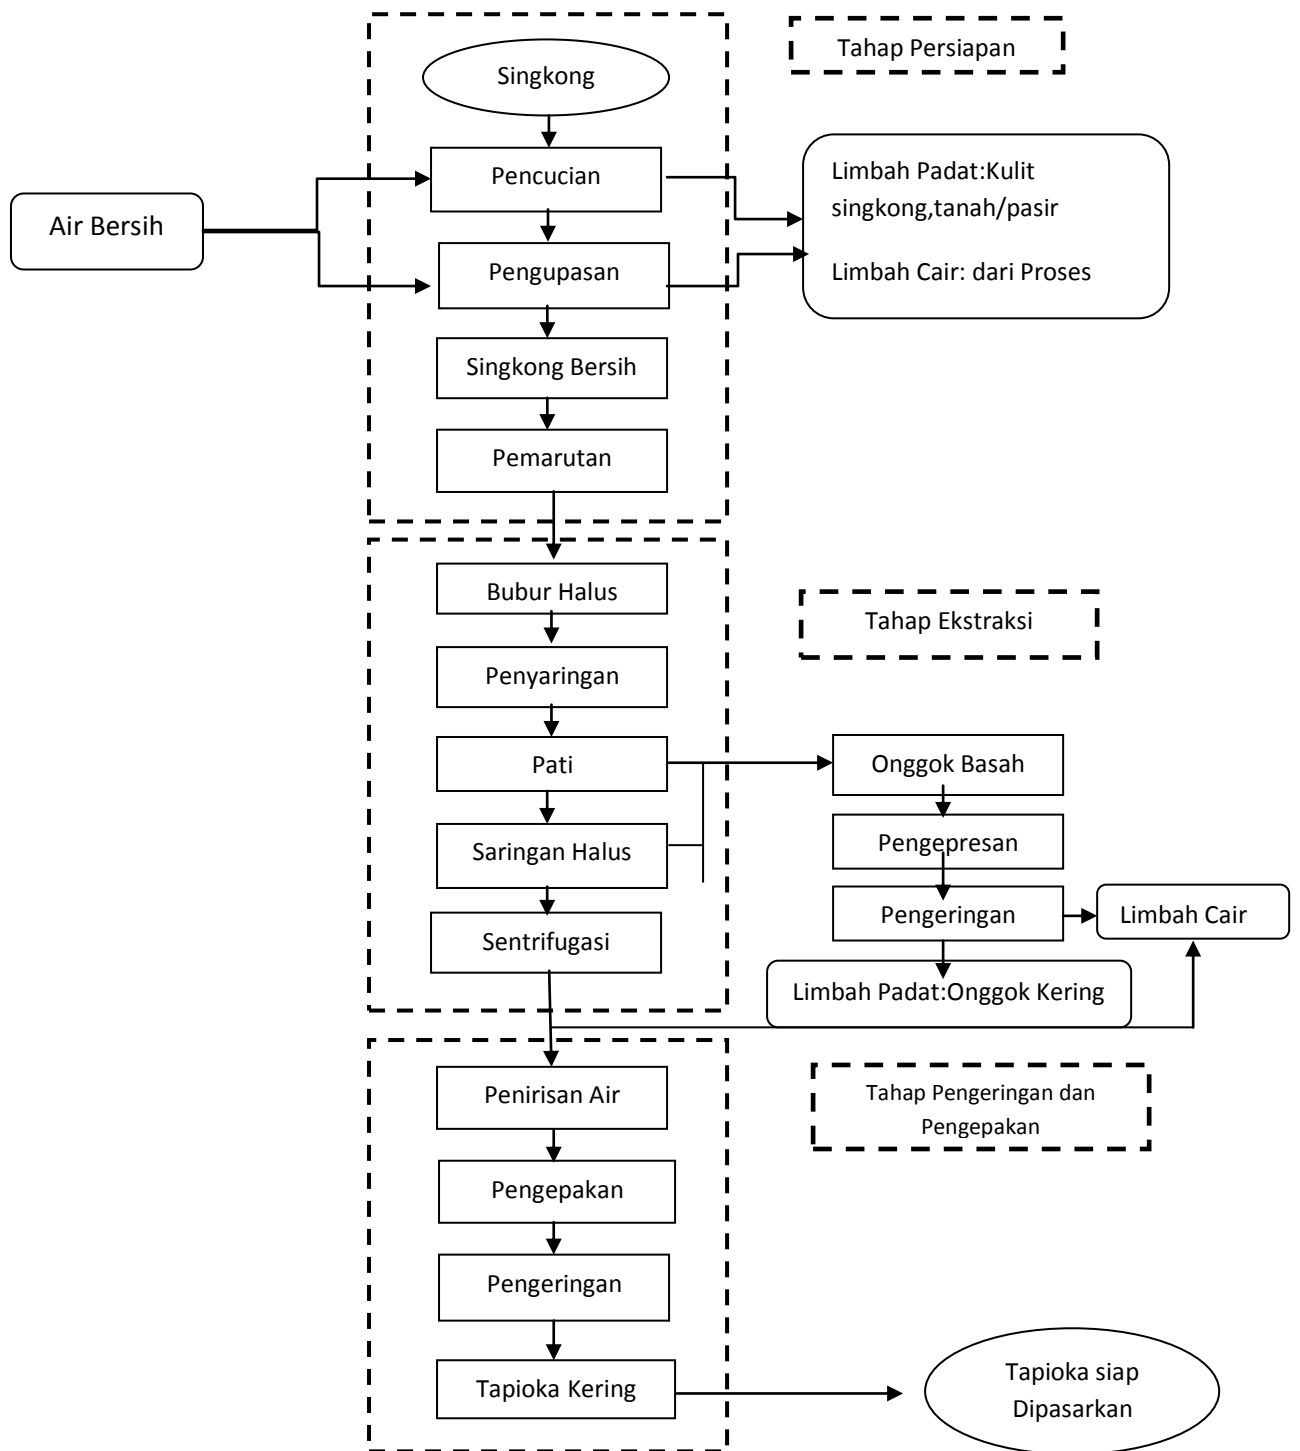 Tahap Persiapan
Singkong
Pencucian
Limbah Padat:Kulit
singkong,tanah/pasir
Limbah Cair: dari Proses
Air Bersih
Pengupasan
Singkong Bersih
Pemarutan
Bubur Halus
Tahap Ekstraksi
Penyaringan
Pati
Onggok Basah
Saringan Halus
Pengepresan
Sentrifugasi
Pengeringan
Limbah Cair
Limbah Padat:Onggok Kering
Penirisan Air
Tahap Pengeringan dan
Pengepakan
Pengepakan
Pengeringan
Tapioka Kering
Tapioka siap
Dipasarkan